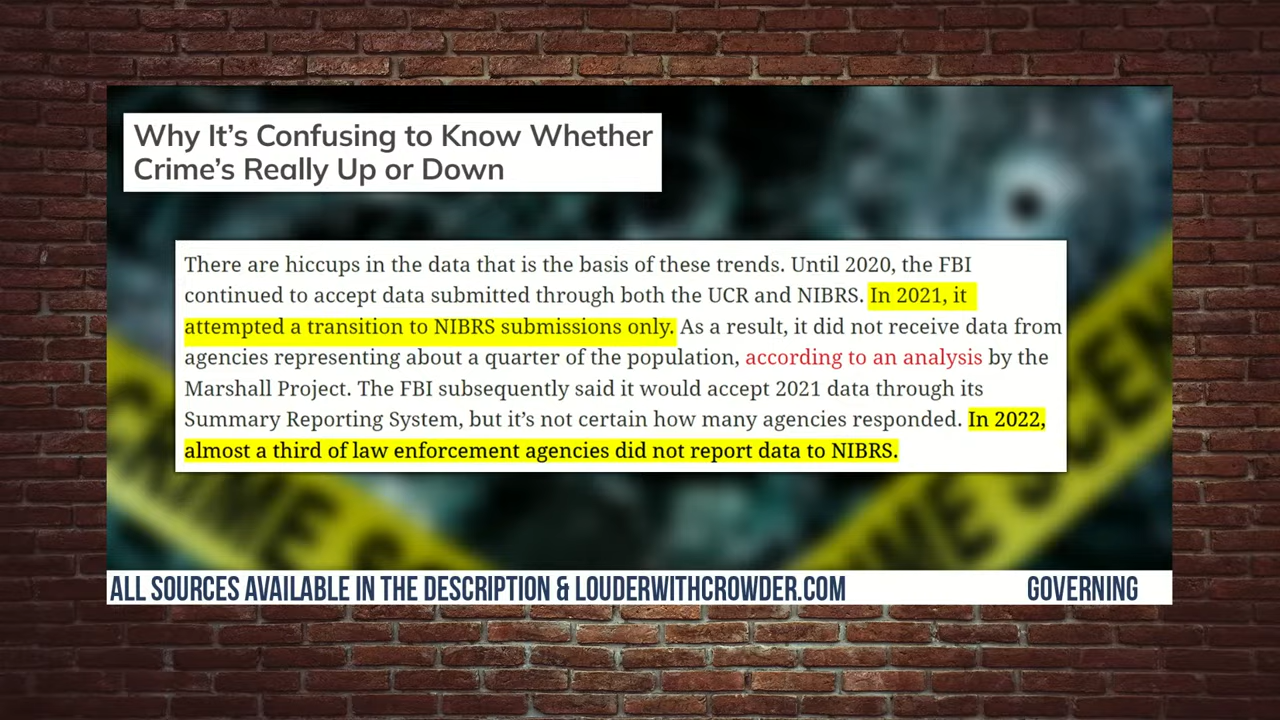 Why It's Confusing to Know Whether
Crime's Really Up or Down
There are hiccups in the data that is the basis of these trends. Until 2020, the FBI
continued to accept data submitted through both the UCR and NIBRS. In 2021, it
attempted a transition to NIBRS submissions only. As a result, it did not receive data from
agencies representing about a quarter of the population, according to an analysis by the
Marshall Project. The FBI subsequently said it would accept 2021 data through its
Summary Reporting System, but it's not certain how many agencies responded. In 2022,
almost a third of law enforcement agencies did not report data to NIBRS.
CRIME SC
CRIME SCENE
ALL SOURCES AVAILABLE IN THE DESCRIPTION & LOUDERWITHCROWDER.COM
GOVERNING